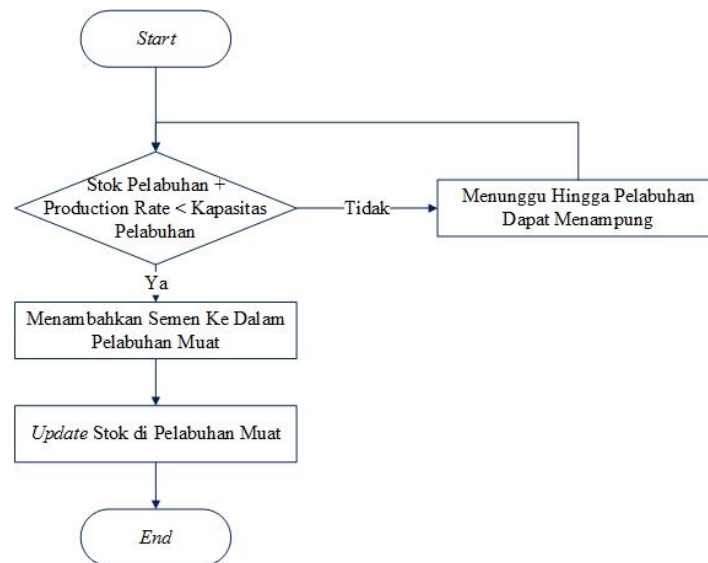 Start
Stok Pelabuhan +
Production Rate < Kapasitas
Pelabuhan
Tidak
Menunggu Hingga Pelabuhan
Dapat Menampung
Ya
Menambahkan Semen Ke Dalam
Pelabuhan Muat
Update Stok di Pelabuhan Muat
End